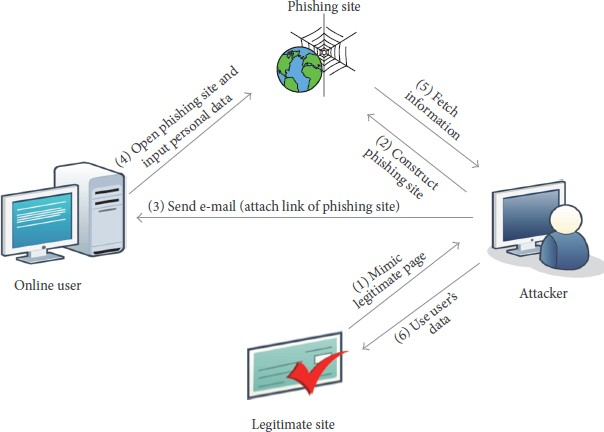 Phishing site
(4) Open phishing site and
input personal data
(5) Fetch
information
(2) Construct
phishing site
(3) Send e-mail (attach link of phishing site)
Online user
Attacker
(1) Mimic
legitimate page
(6) Use user's
data
Legitimate site